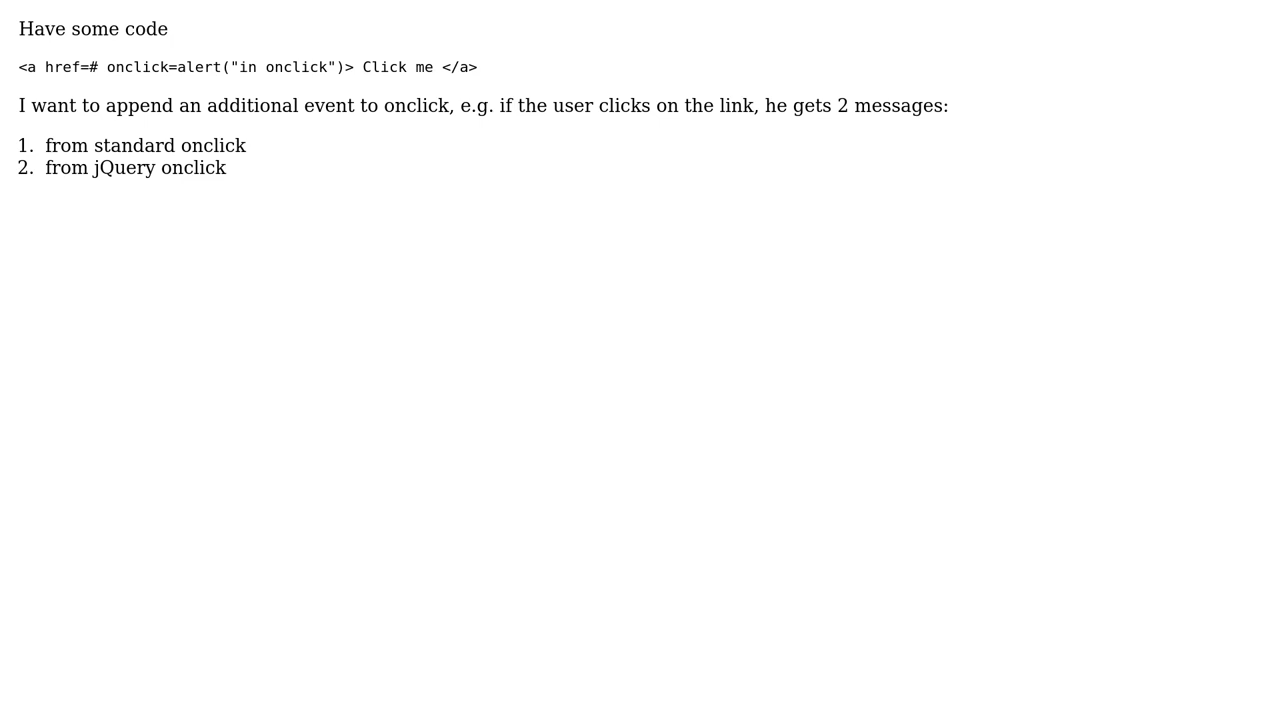 Have some code
<a href=# onclick=alert("in onclick")> Click me </a>
I want to append an additional event to onclick, e.g. if the user clicks on the link, he gets 2 messages:
1. from standard onclick
2. from jQuery onclick